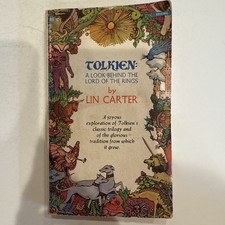 TOLKIEN:
A LOOK BEHIND THE
LORD OF THE RINGS
by
LIN CARTER
A joyous
exploration of Tolkien's
classic trilogy and
of the glorious
tradition from which
it grew.